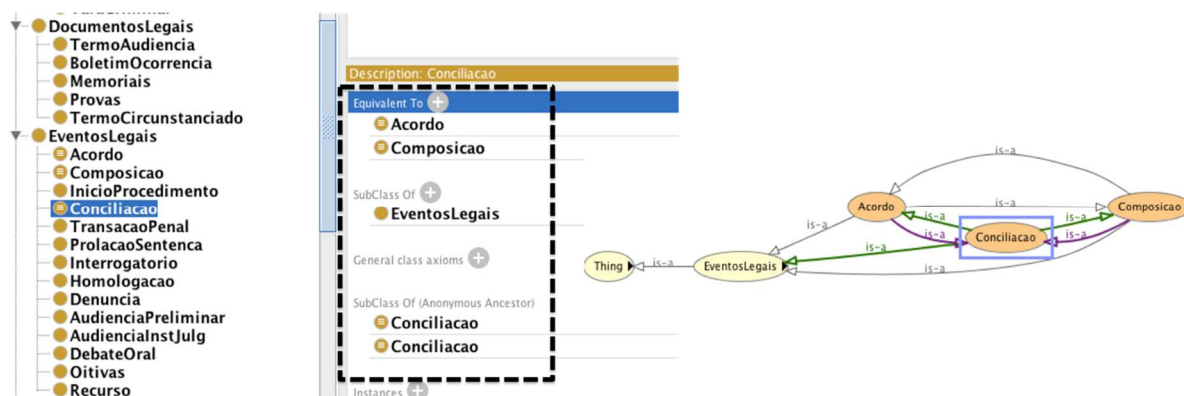 DocumentosLegais
TermoAudiencia
BoletimOcorrencia
Memoriais
Provas
TermoCircunstanciado
EventosLegais
Acordo
Composicao
InicioProcedimento
Conciliacao
TransacaoPenal
ProlacaoSentenca
Interrogatorio
Homologacao
Denuncia
AudienciaPreliminar
AudienciaInstJulg
DebateOral
Oitivas
Recurso
Description: Conciliacao
Equivalent To
Acordo
Composicao
SubClass Of
EventosLegais
General class axioms
SubClass Of (Anonymous Ancestor)
Conciliacao
Conciliacao
Instances
is-a
Acordo
is-a
Composicao
is-a
is-a
is-a
is-a
is-a
Conciliacao
is-a
Thing
is-a
EventosLegais
is-a